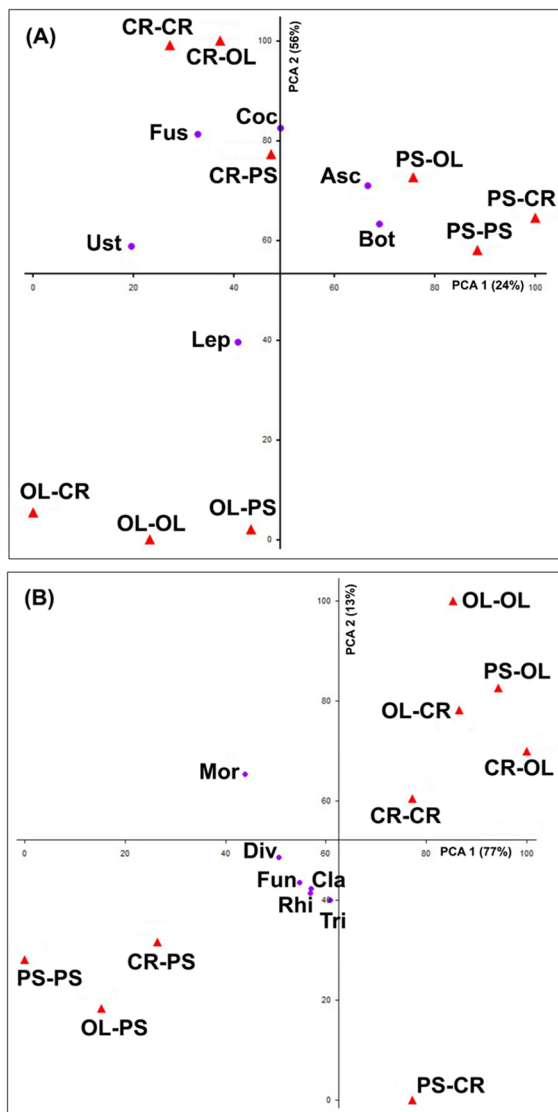 (A)
CR-CR
CR-OL
100
PCA 2 (56%)
Fus
Coc
80
CR-PS
Asc
PS-OL
PS-CR
Ust
60
Bot
PS-PS
0
20
40
60
80
100
PCA 1 (24%)
Lep
40
20
OL-CR
OL-OL
OL-PS
0
(B)
100
OL-OL
PCA 2 (13%)
PS-OL
80
OL-CR
CR-OL
Mor
60
CR-CR
PCA 1 (77%)
0
20
40
60
80
100
Div
Fun
Cla
Rhi
40
Tri
CR-PS
PS-PS
20
OL-PS
PS-CR
0